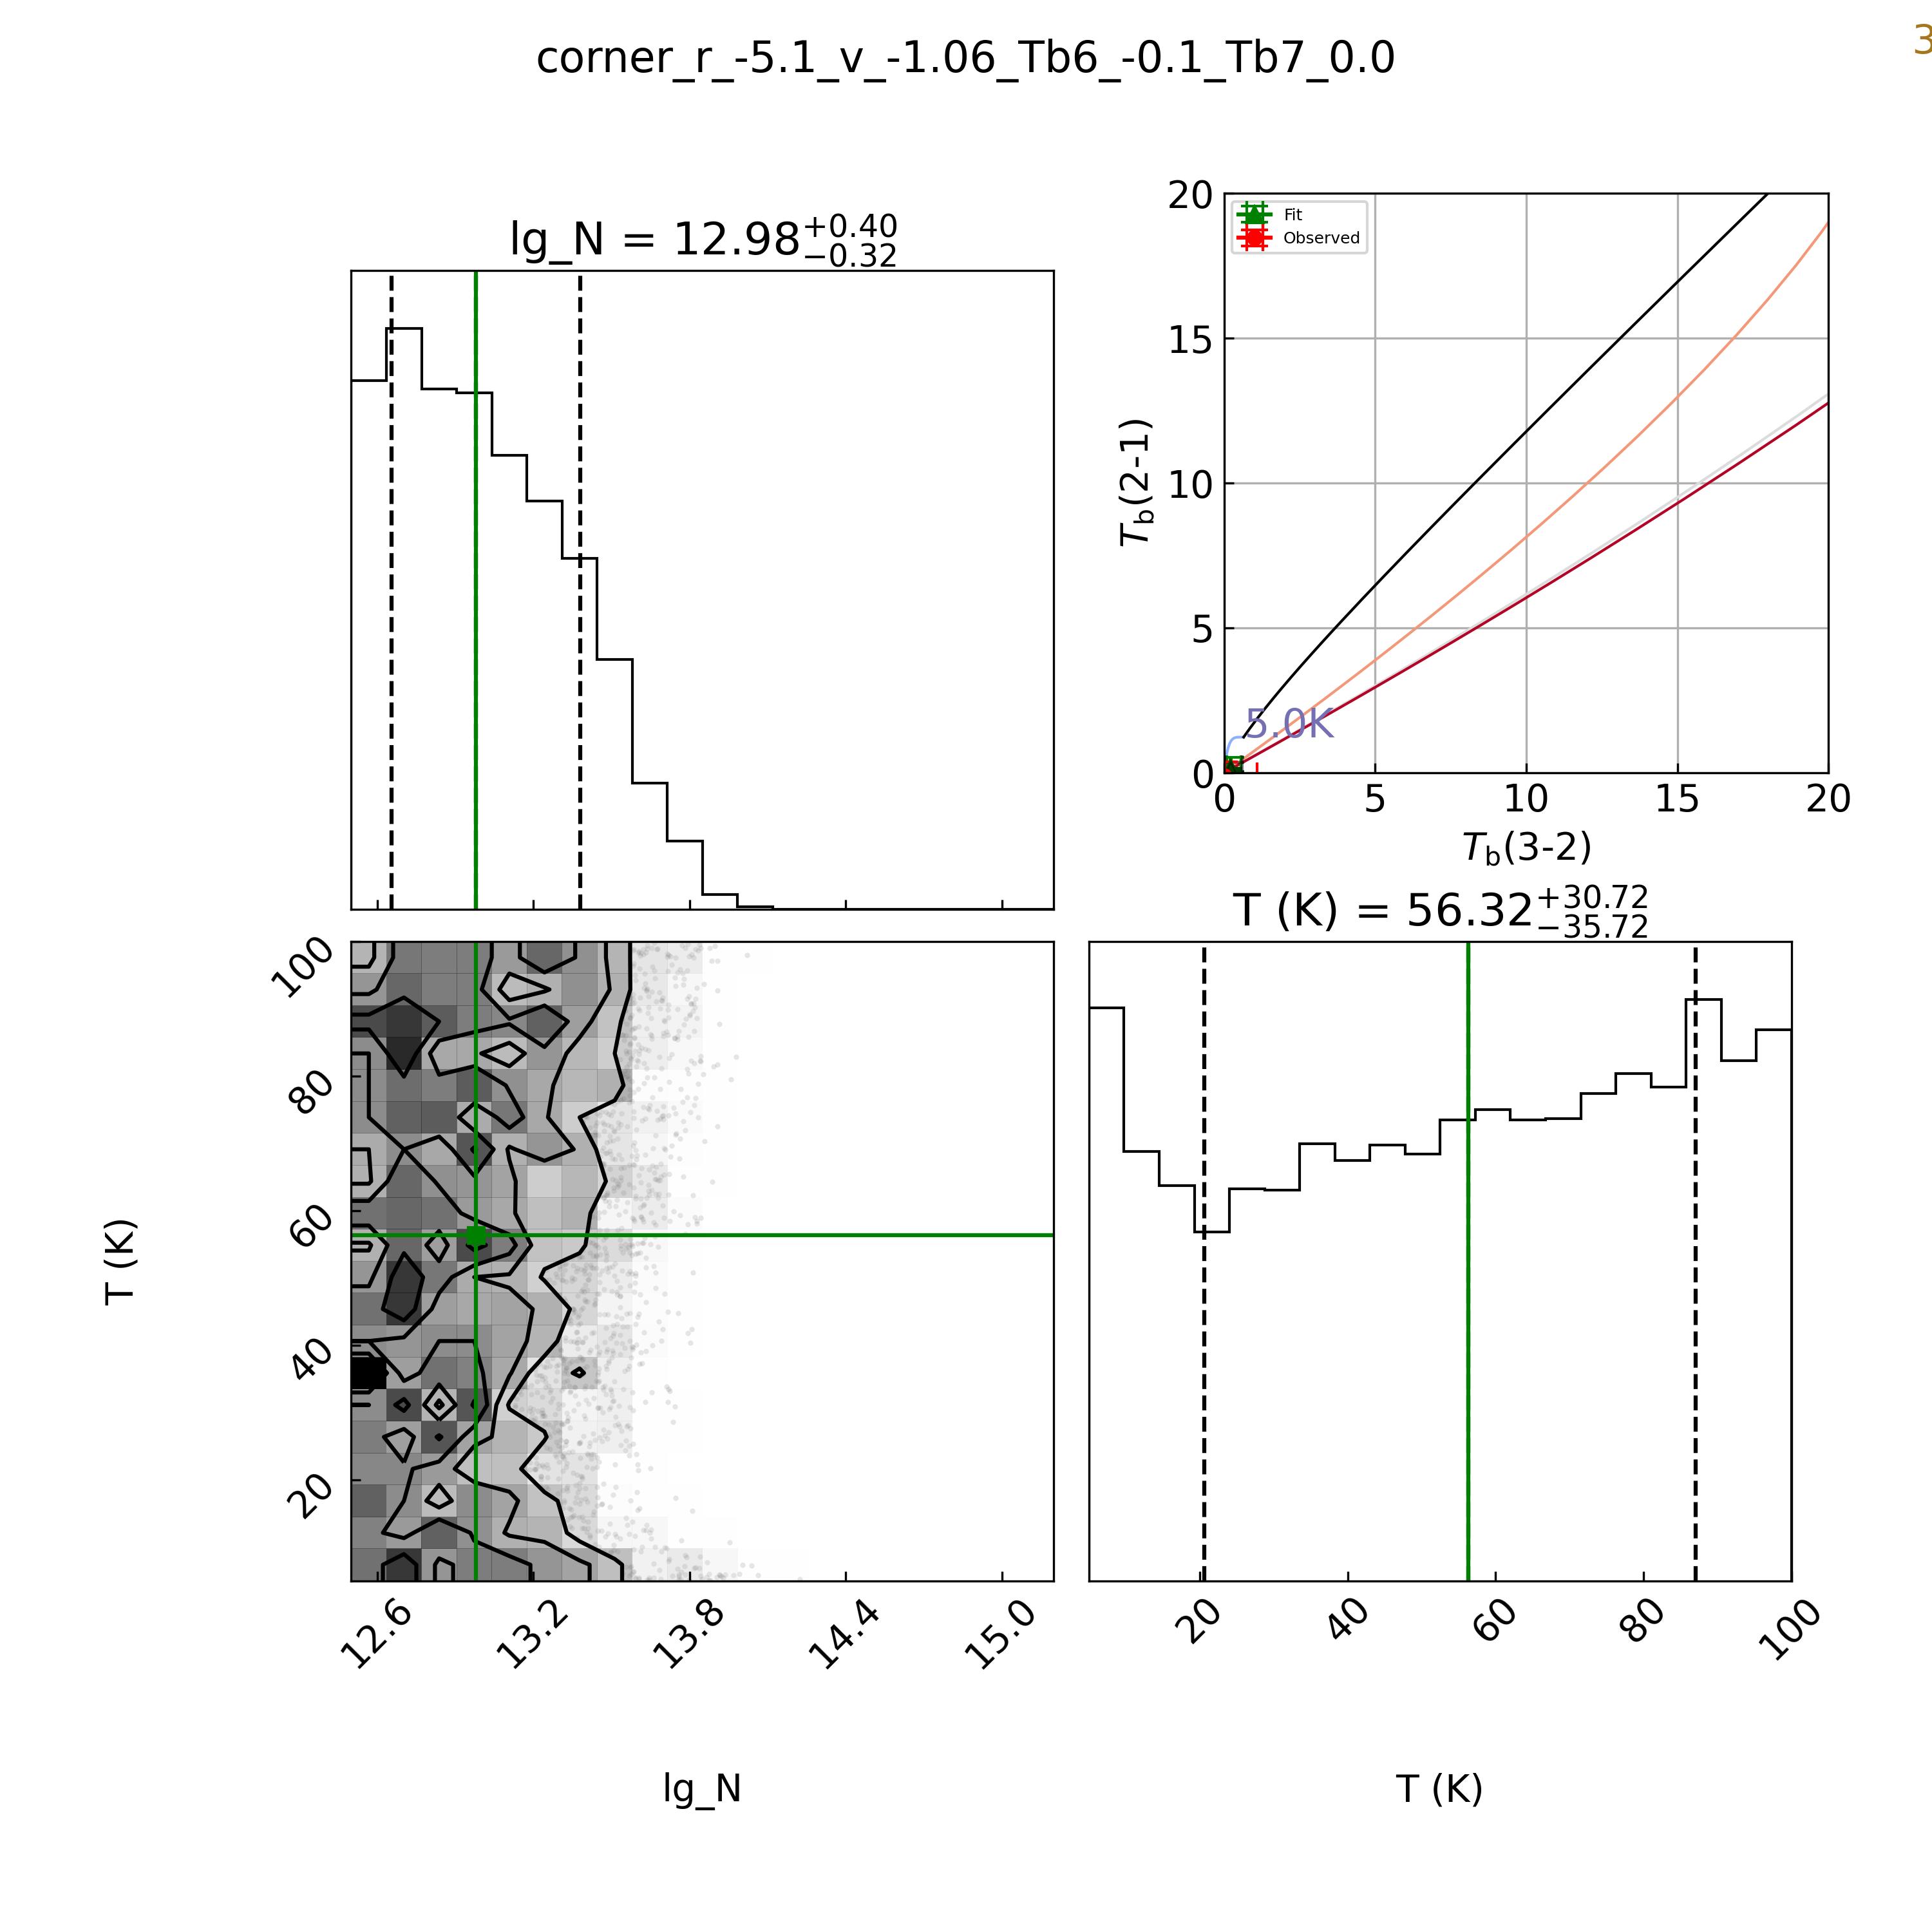 corner_r_-5.1_v_-1.06_Tb6_-0.1_Tb7_0.0
3
lg_N = 12.98 +0.40 −0.32
20
15
10
5
0
Fit
Observed
5.0K
T_b(2-1)
0 5 10 15 20
T_b(3-2)
T (K) = 56.32 +30.72 −35.72
100
80
60
40
20
T (K)
12.6 13.2 13.8 14.4 15.0
20 40 60 80 100
lg_N
T (K)